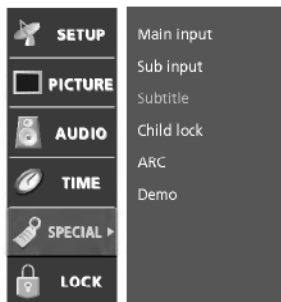 SETUP
PICTURE
AUDIO
TIME
SPECIAL
LOCK
Main input
Sub input
Subtitle
Child lock
ARC
Demo